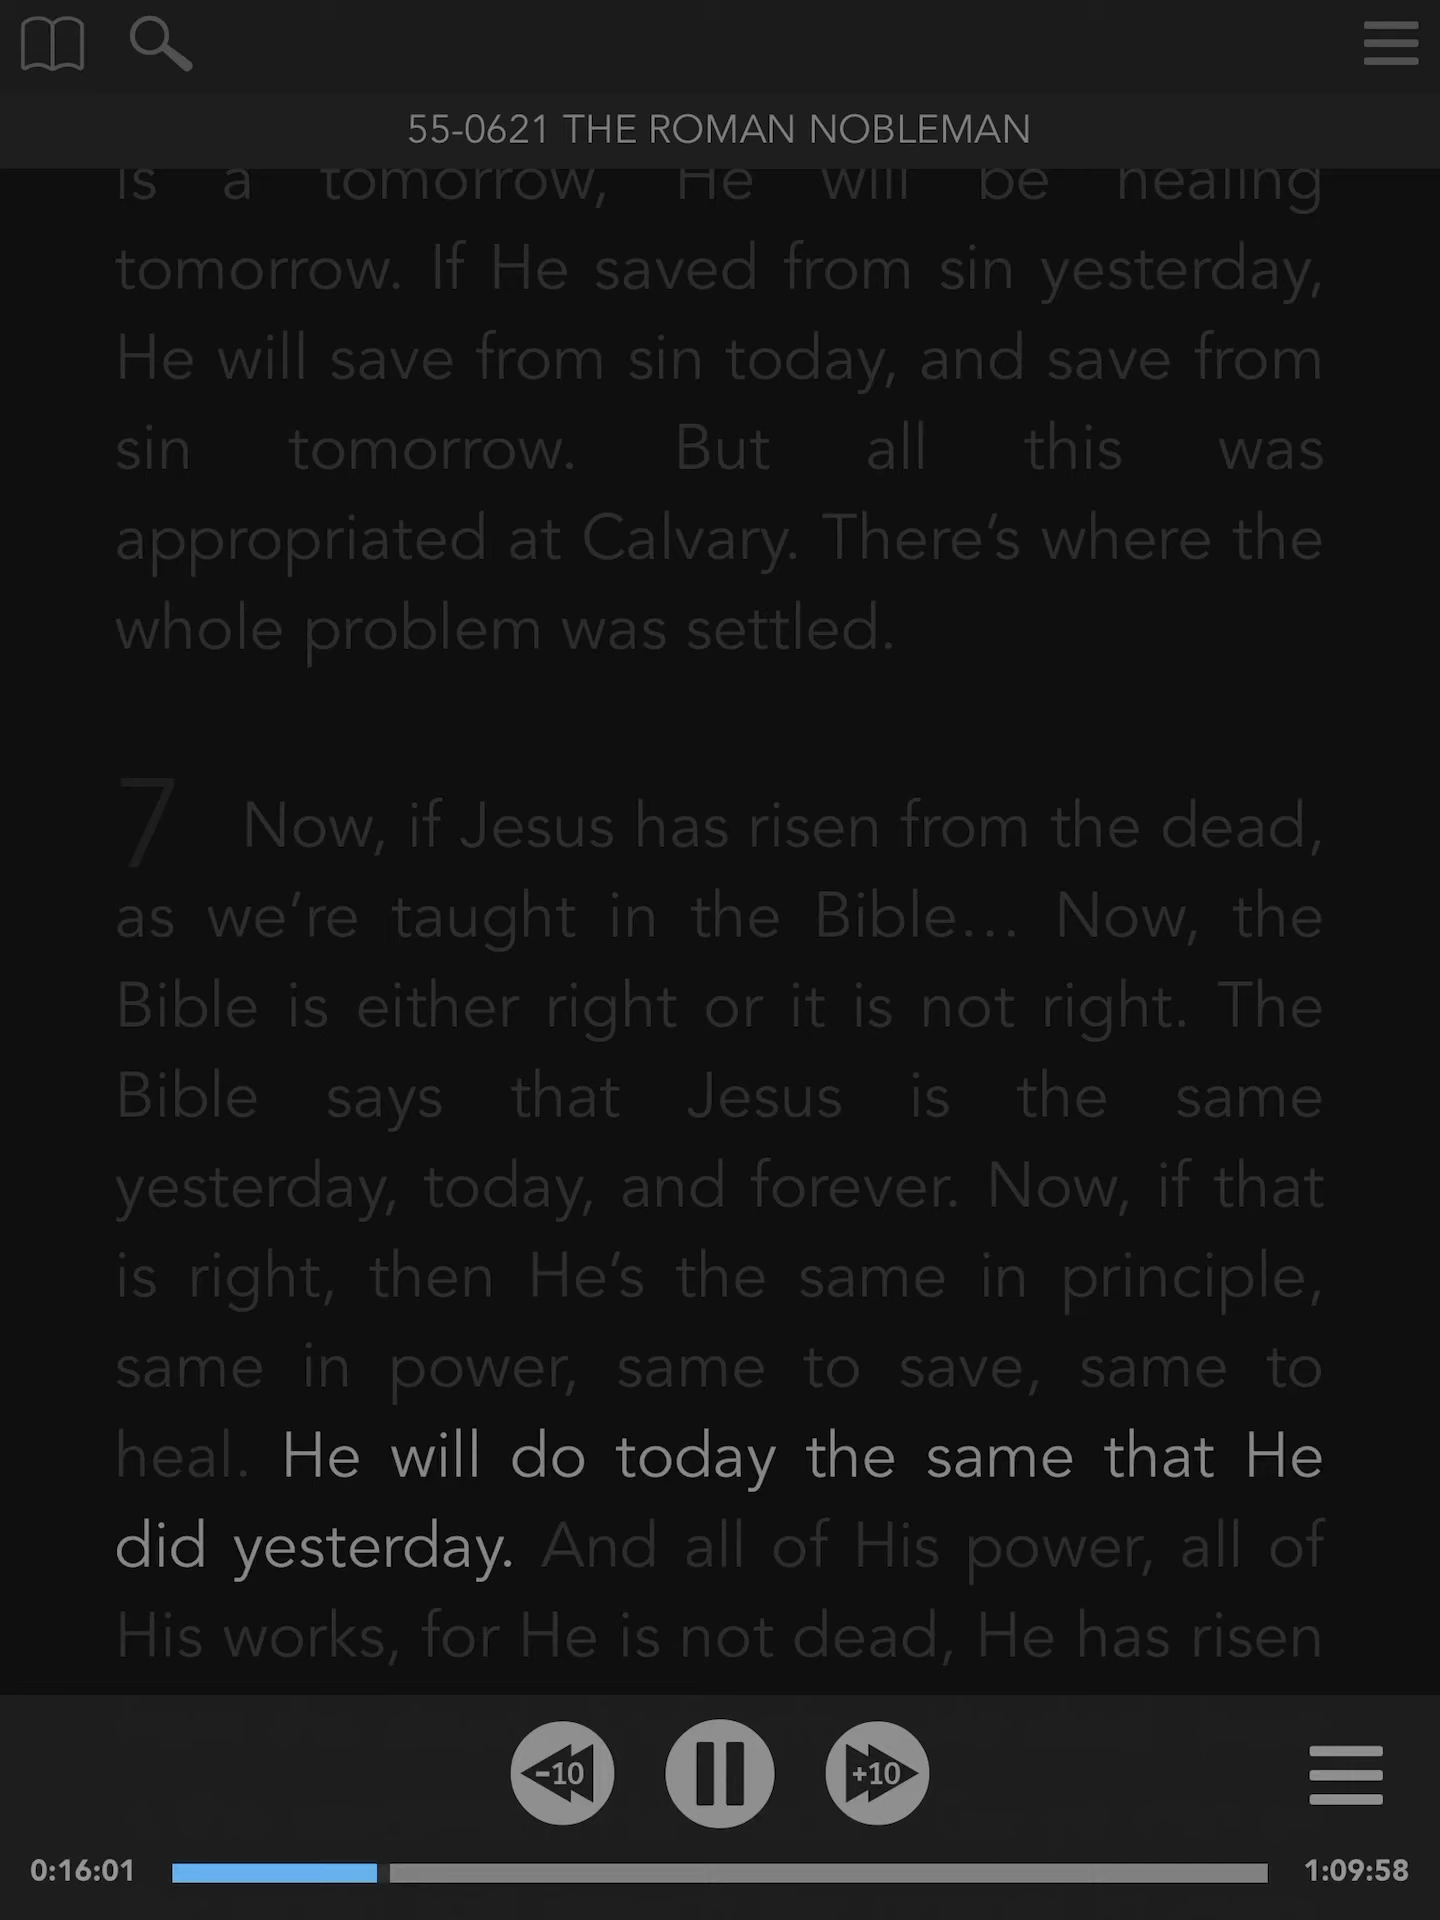 55-0621 THE ROMAN NOBLEMAN
is a tomorrow, He will be healing
tomorrow. If He saved from sin yesterday,
He will save from sin today, and save from
sin tomorrow. But all this was
appropriated at Calvary. There’s where the
whole problem was settled.
7 Now, if Jesus has risen from the dead,
as we’re taught in the Bible… Now, the
Bible is either right or it is not right. The
Bible says that Jesus is the same
yesterday, today, and forever. Now, if that
is right, then He’s the same in principle,
same in power, same to save, same to
heal. He will do today the same that He
did yesterday. And all of His power, all of
His works, for He is not dead, He has risen
-10 +10
0:16:01 1:09:58